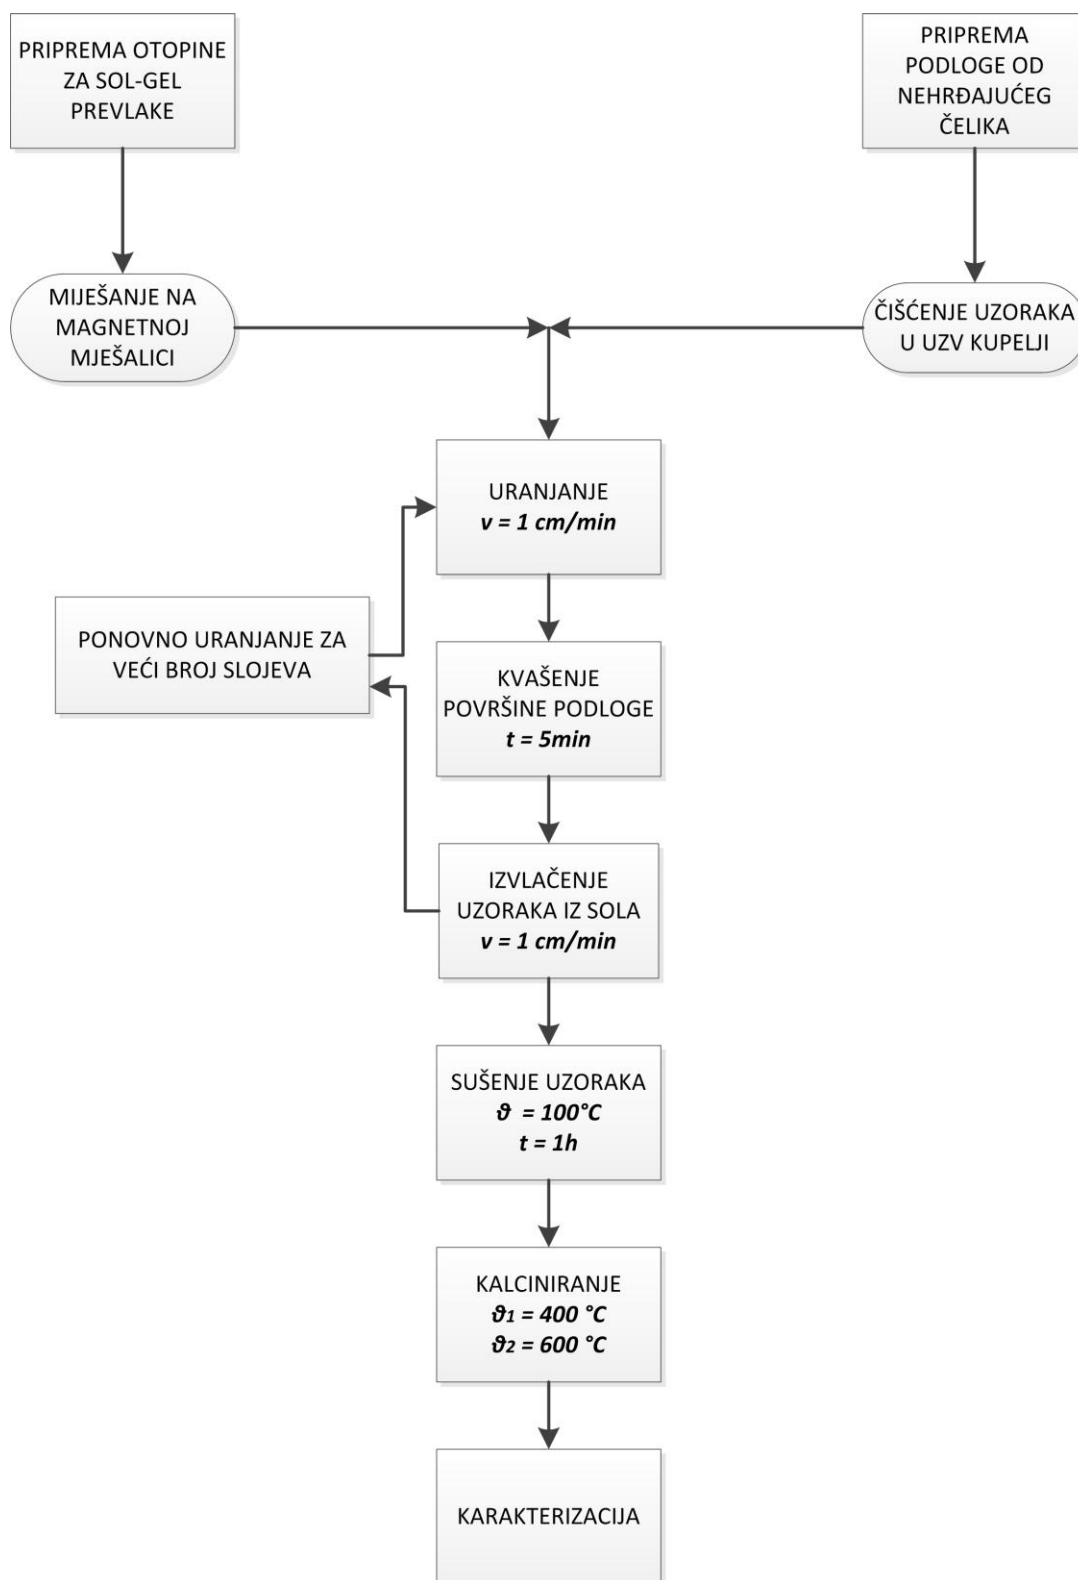 PRIPREMA OTOPINE
ZA SOL-GEL
PREVLAKE
PRIPREMA
PODLOGE OD
NEHRĐAJUĆEG
ČELIKA
MIJEŠANJE NA
MAGNETNOJ
MJEŠALICI
ČIŠĆENJE UZORAKA
U UZV KUPELJI
URANJANJE
v = 1 cm/min
PONOVNO URANJANJE ZA
VEĆI BROJ SLOJEVA
KVAŠENJE
POVRŠINE PODLOGE
t = 5min
IZVLAČENJE
UZORAKA IZ SOLA
v = 1 cm/min
SUŠENJE UZORAKA
ϑ = 100°C
t = 1h
KALCINIRANJE
ϑ1 = 400 °C
ϑ2 = 600 °C
KARAKTERIZACIJA